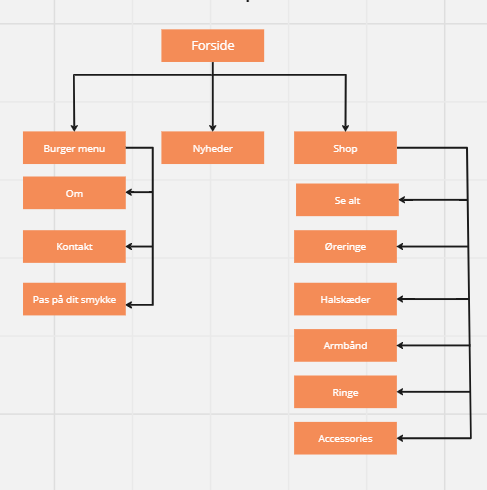 Forside
Burger menu
Nyheder
Shop
Om
Se alt
Kontakt
Øreringe
Pas på dit smykke
Halskæder
Armbånd
Ringe
Accessories